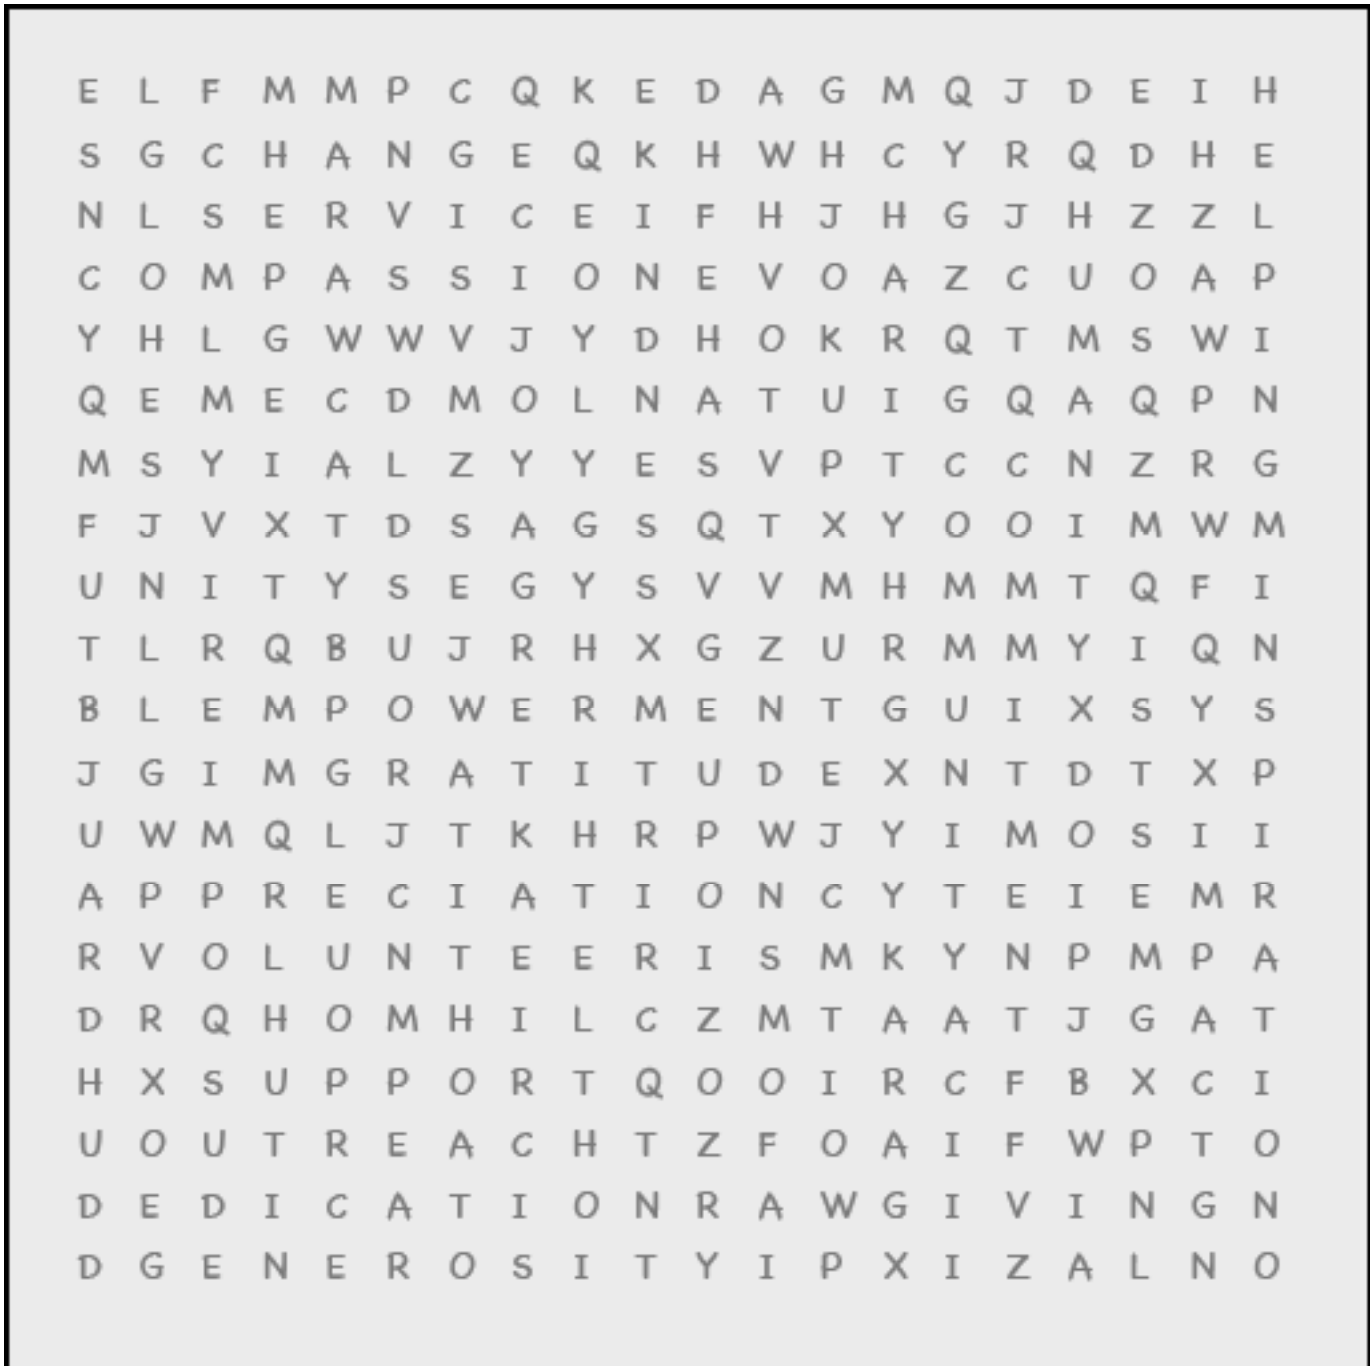 E L F M M P C Q K E D A G M Q J D E I H
S G C H A N G E Q K H W H C Y R Q D H E
N L S E R V I C E I F H J H G J H Z Z L
C O M P A S S I O N E V O A Z C U O A P
Y H L G W W V J Y D H O K R Q T M S W I
Q E M E C D M O L N A T U I G Q A Q P N
M S Y I A L Z Y Y E S V P T C C N Z R G
F J V X T D S A G S Q T X Y O O I M W M
U N I T Y S E G Y S V V M H M M T Q F I
T L R Q B U J R H X G Z U R M M Y I Q N
B L E M P O W E R M E N T G U I X S Y S
J G I M G R A T I T U D E X N T D T X P
U W M Q L J T K H R P W J Y I M O S I I
A P P R E C I A T I O N C Y T E I E M R
R V O L U N T E E R I S M K Y N P M P A
D R Q H O M H I L C Z M T A A T J G A T
H X S U P P O R T Q O O I R C F B X C I
U O U T R E A C H T Z F O A I F W P T O
D E D I C A T I O N R A W G I V I N G N
D G E N E R O S I T Y I P X I Z A L N O